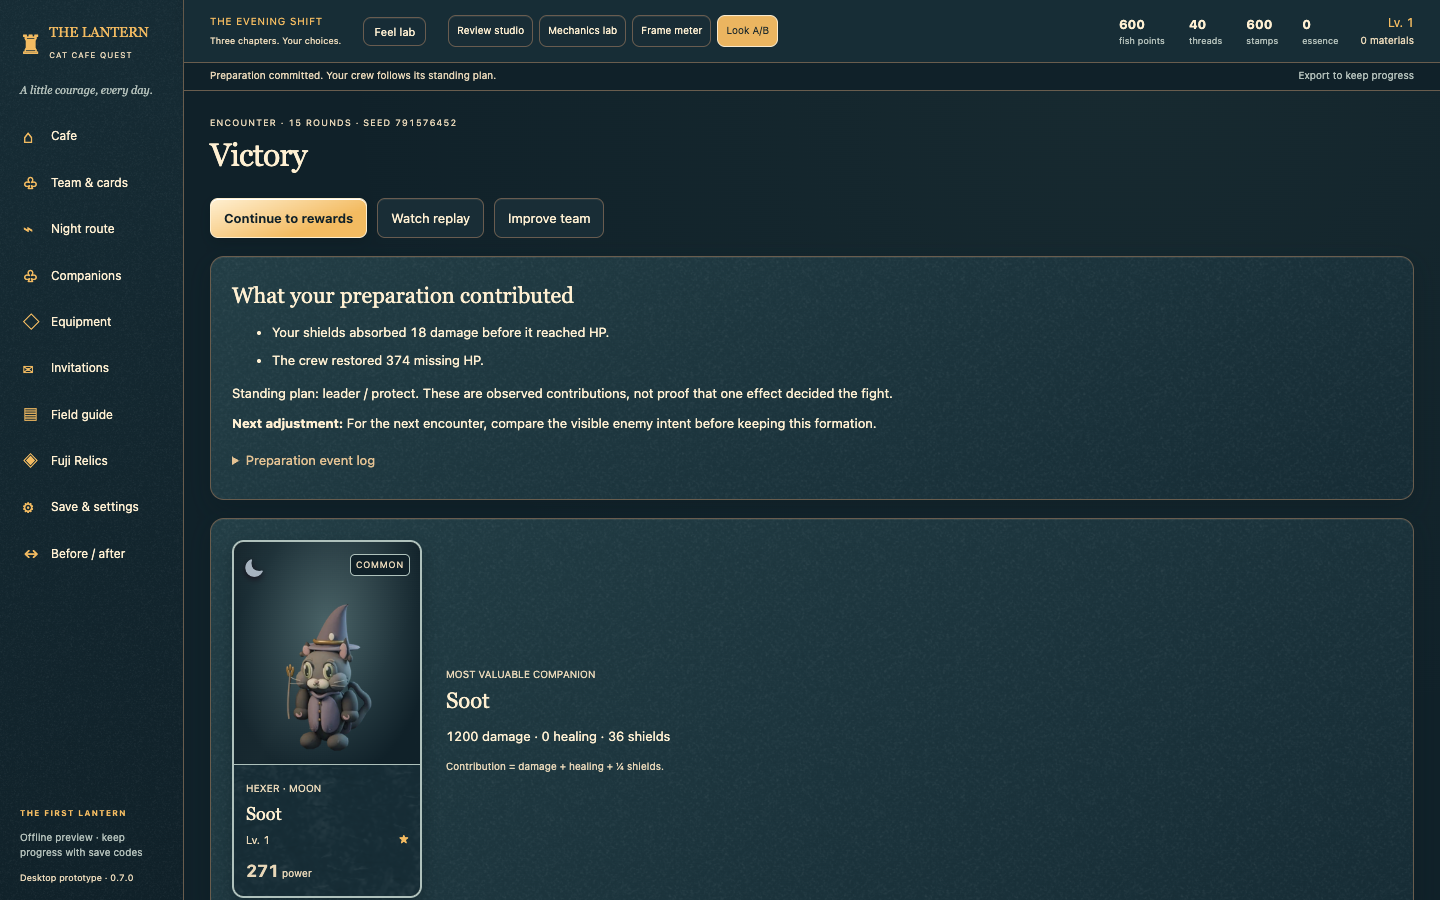 THE LANTERN
CAT CAFE QUEST
A little courage, every day.
Cafe
Team & cards
Night route
Companions
Equipment
Invitations
Field guide
Fuji Relics
Save & settings
Before / after
THE FIRST LANTERN
Offline preview · keep
progress with save codes
Desktop prototype · 0.7.0
THE EVENING SHIFT
Three chapters. Your choices.
Feel lab
Review studio
Mechanics lab
Frame meter
Look A/B
600
fish points
40
threads
600
stamps
0
essence
Lv. 1
0 materials
Preparation committed. Your crew follows its standing plan.
Export to keep progress
ENCOUNTER · 15 ROUNDS · SEED 791576452
Victory
Continue to rewards
Watch replay
Improve team
What your preparation contributed
• Your shields absorbed 18 damage before it reached HP.
• The crew restored 374 missing HP.
Standing plan: leader / protect. These are observed contributions, not proof that one effect decided the fight.
Next adjustment: For the next encounter, compare the visible enemy intent before keeping this formation.
Preparation event log
COMMON
HEXER · MOON
Soot
Lv. 1
271 power
MOST VALUABLE COMPANION
Soot
1200 damage · 0 healing · 36 shields
Contribution = damage + healing + ¼ shields.